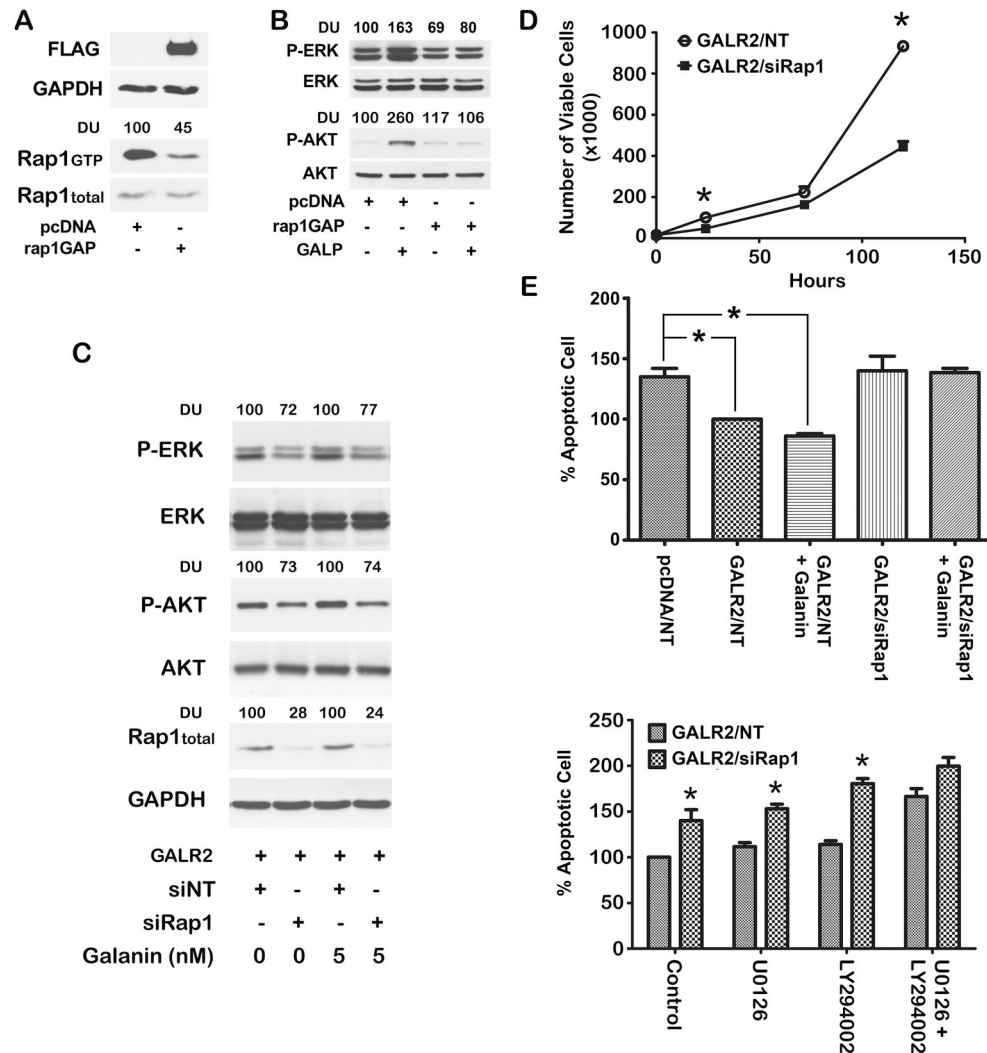 A
FLAG
GAPDH
DU 100 45
Rap1GTP
Rap1total
pcDNA + -
rap1GAP - +
B
DU 100 163 69 80
P-ERK
ERK
DU 100 260 117 106
P-AKT
AKT
pcDNA + + - -
rap1GAP - - + +
GALP - + - +
C
DU 100 72 100 77
P-ERK
ERK
DU 100 73 100 74
P-AKT
AKT
DU 100 28 100 24
Rap1total
GAPDH
GALR2 + + + +
siNT + - + -
siRap1 - + - +
Galanin (nM) 0 0 5 5
D
GALR2/NT
GALR2/siRap1
*
*
Number of Viable Cells
(x1000)
1000
800
600
400
200
0
0 50 100 150
Hours
E
*
*
% Apoptotic Cell
200
150
100
50
0
pcDNA/NT
GALR2/NT
GALR2/NT
+ Galanin
GALR2/siRap1
GALR2/siRap1
+ Galanin
GALR2/NT
GALR2/siRap1
* * *
% Apoptotic Cell
250
200
150
100
50
0
Control
U0126
LY294002
U0126 +
LY294002